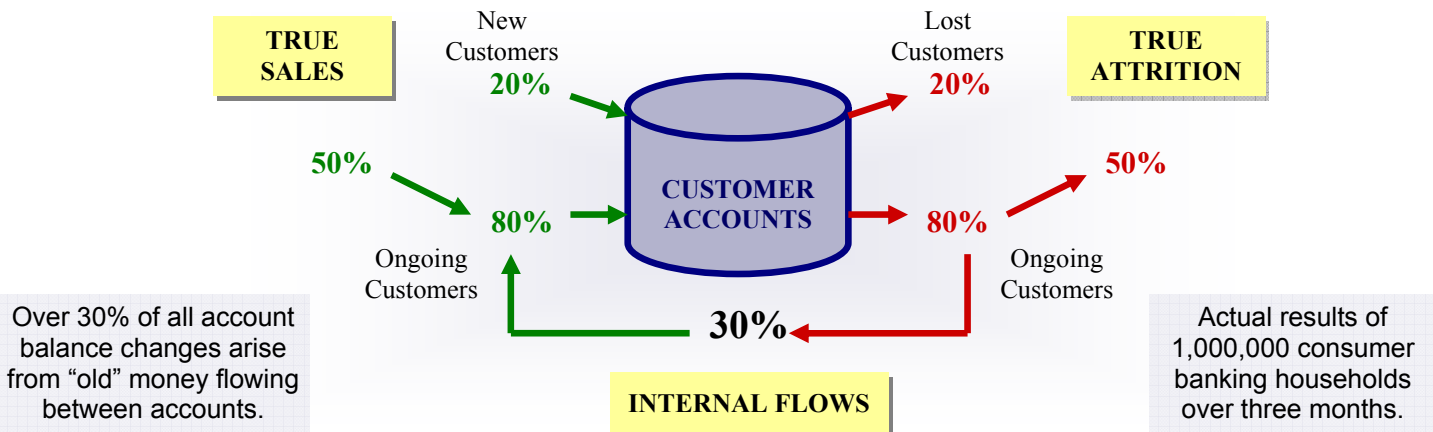 TRUE
SALES
New
Customers
20%
50%
80%
Ongoing
Customers
CUSTOMER
ACCOUNTS
Lost
Customers
20%
TRUE
ATTRITION
50%
80%
Ongoing
Customers
30%
INTERNAL FLOWS
Over 30% of all account
balance changes arise
from “old” money flowing
between accounts.
Actual results of
1,000,000 consumer
banking households
over three months.